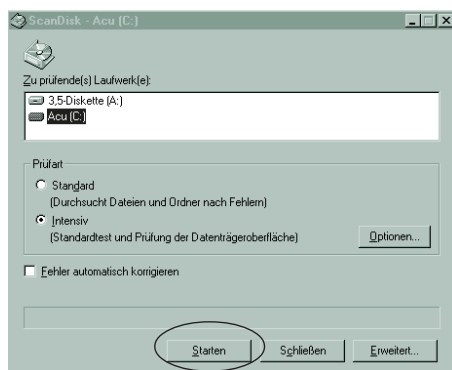 ScanDisk - Acu (C:)
Zu prüfende(s) Laufwerk(e):
3,5-Diskette (A:)
Acu (C:)
Prüfart
Standard
(Durchsucht Dateien und Ordner nach Fehlern)
Intensiv
(Standardtest und Prüfung der Datenträgeroberfläche)
Optionen...
Fehler automatisch korrigieren
Starten
Schließen
Erweitert...